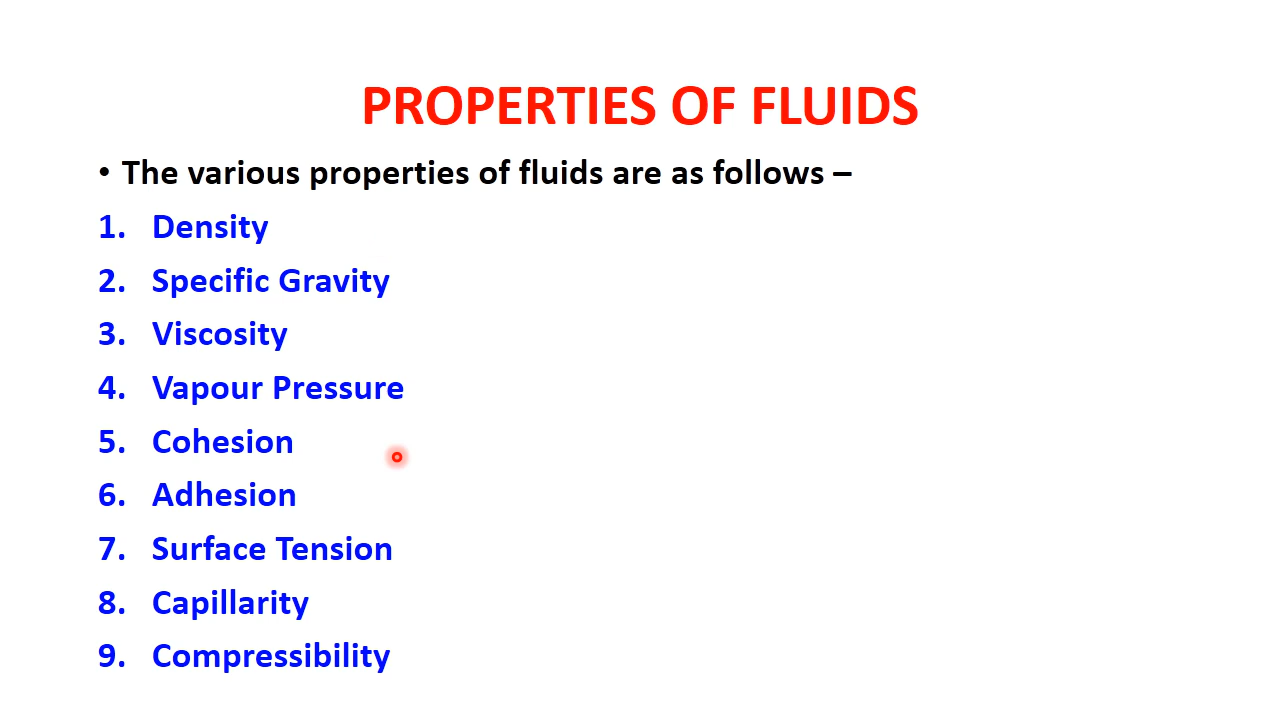 PROPERTIES OF FLUIDS
• The various properties of fluids are as follows –
1. Density
2. Specific Gravity
3. Viscosity
4. Vapour Pressure
5. Cohesion
6. Adhesion
7. Surface Tension
8. Capillarity
9. Compressibility